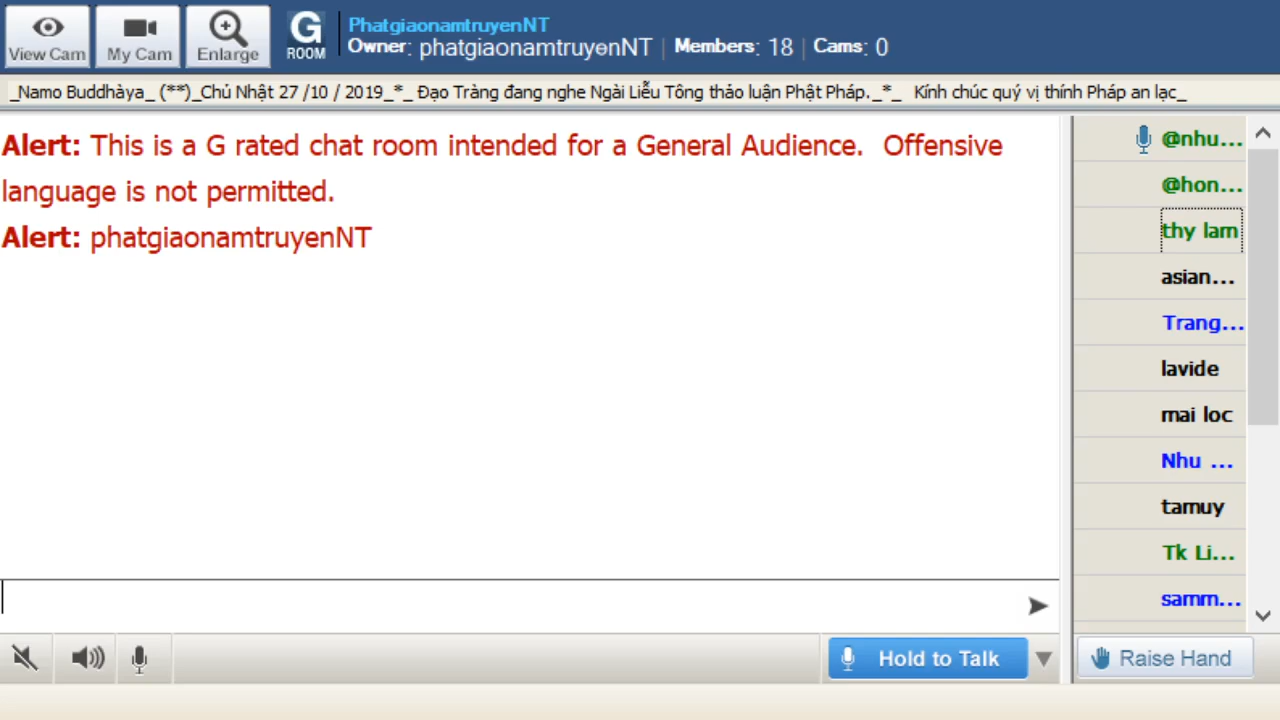 View Cam
My Cam
Enlarge
G
ROOM
PhatgiaonamtruyenNT
Owner: phatgiaonamtruyenNT | Members: 18 | Cams: 0
_Namo Buddhàya_ (**)_Chủ Nhật 27 /10 / 2019_*_ Đạo Tràng đang nghe Ngài Liễu Tông thảo luận Phật Pháp._*_ Kính chúc quý vị thính Pháp an lạc_
Alert: This is a G rated chat room intended for a General Audience. Offensive
language is not permitted.
Alert: phatgiaonamtruyenNT
@nhu...
@hon...
thy lam
asian...
Trang...
lavide
mai loc
Nhu ...
tamuy
Tk Li...
samm...
Hold to Talk
Raise Hand